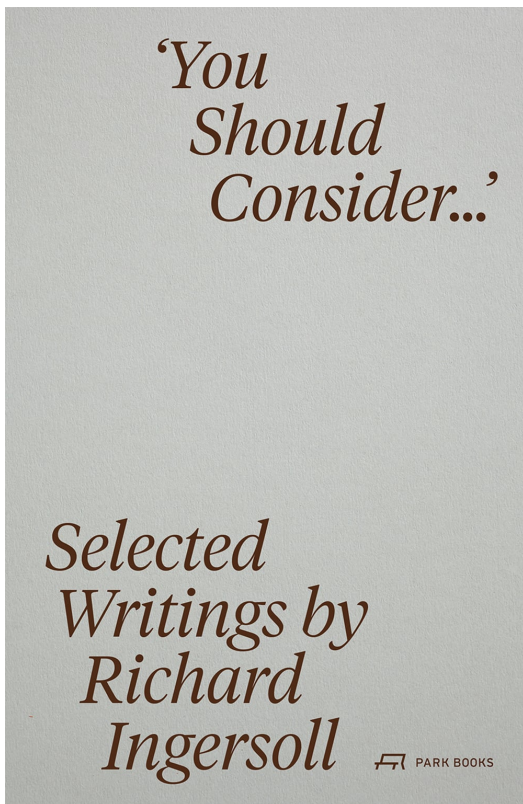 ‘You
Should
Consider...’
Selected
Writings by
Richard
Ingersoll
PARK BOOKS